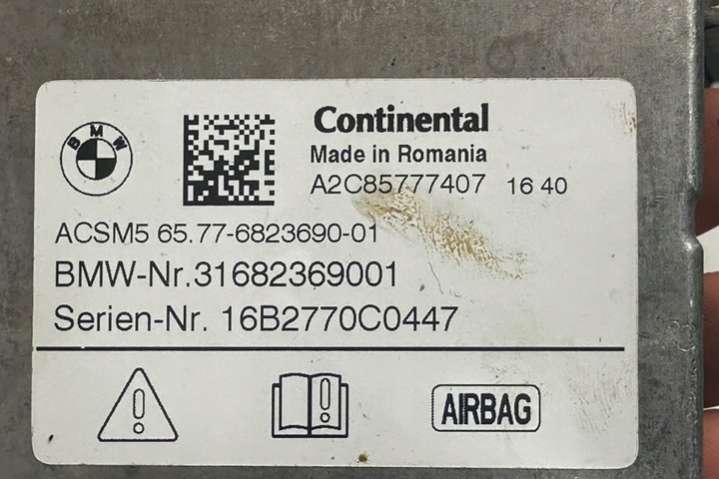 BMW
Continental
Made in Romania
A2C85777407 16 40
ACSM5 65.77-6823690-01
BMW-Nr.31682369001
Serien-Nr. 16B2770C0447
AIRBAG